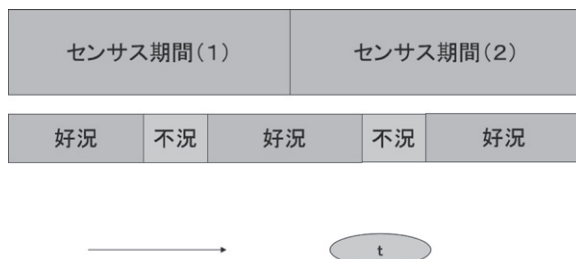 センサス期間(1) センサス期間(2)
好況 不況 好況 不況 好況
t